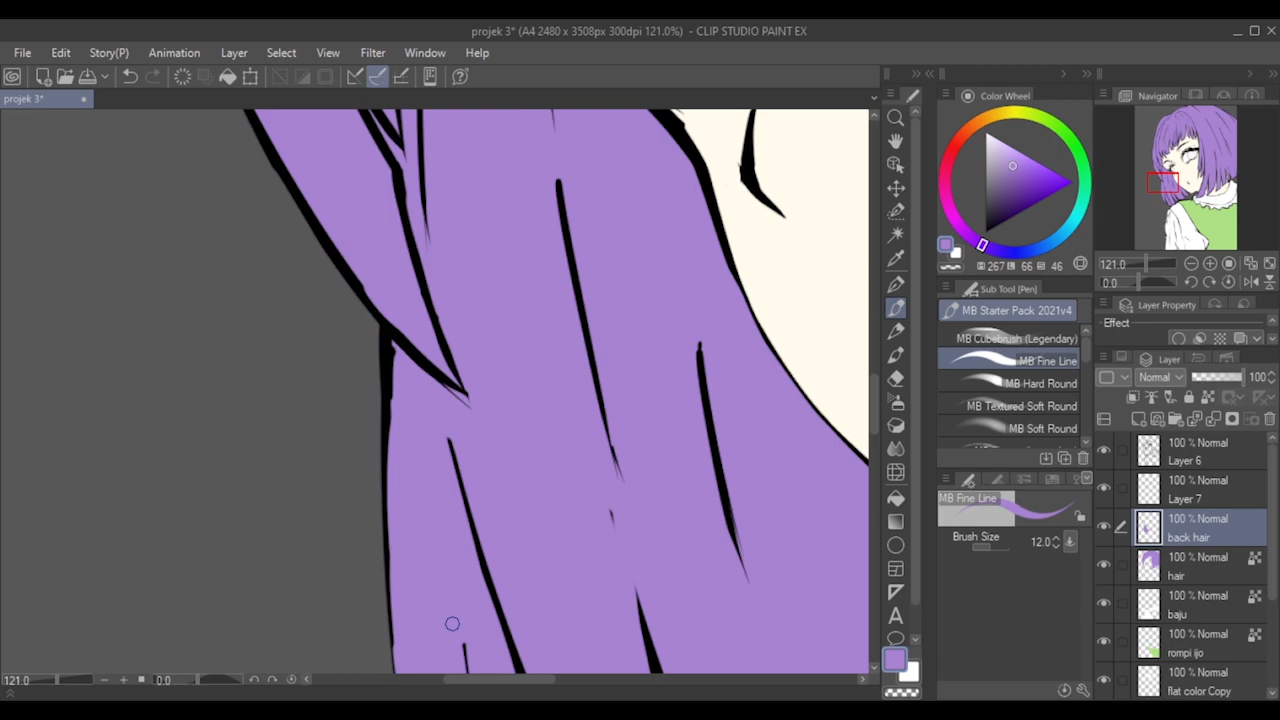 projek 3* (A4 2480 x 3508px 300dpi 121.0%) - CLIP STUDIO PAINT EX
File Edit Story(P) Animation Layer Select View Filter Window Help
projek 3*
Color Wheel
267 66 46
Sub Tool [Pen]
MB Starter Pack 2021v4
MB Cubebrush (Legendary)
MB Fine Line
MB Hard Round
MB Textured Soft Round
MB Soft Round
MB Fine Line
Brush Size 12.0
Navigator
121.0
0.0
Layer Property
Effect
Layer
Normal 100
100 % Normal
Layer 6
100 % Normal
Layer 7
100 % Normal
back hair
100 % Normal
hair
100 % Normal
baju
100 % Normal
rompi ijo
100 % Normal
flat color Copy
121.0 0.0